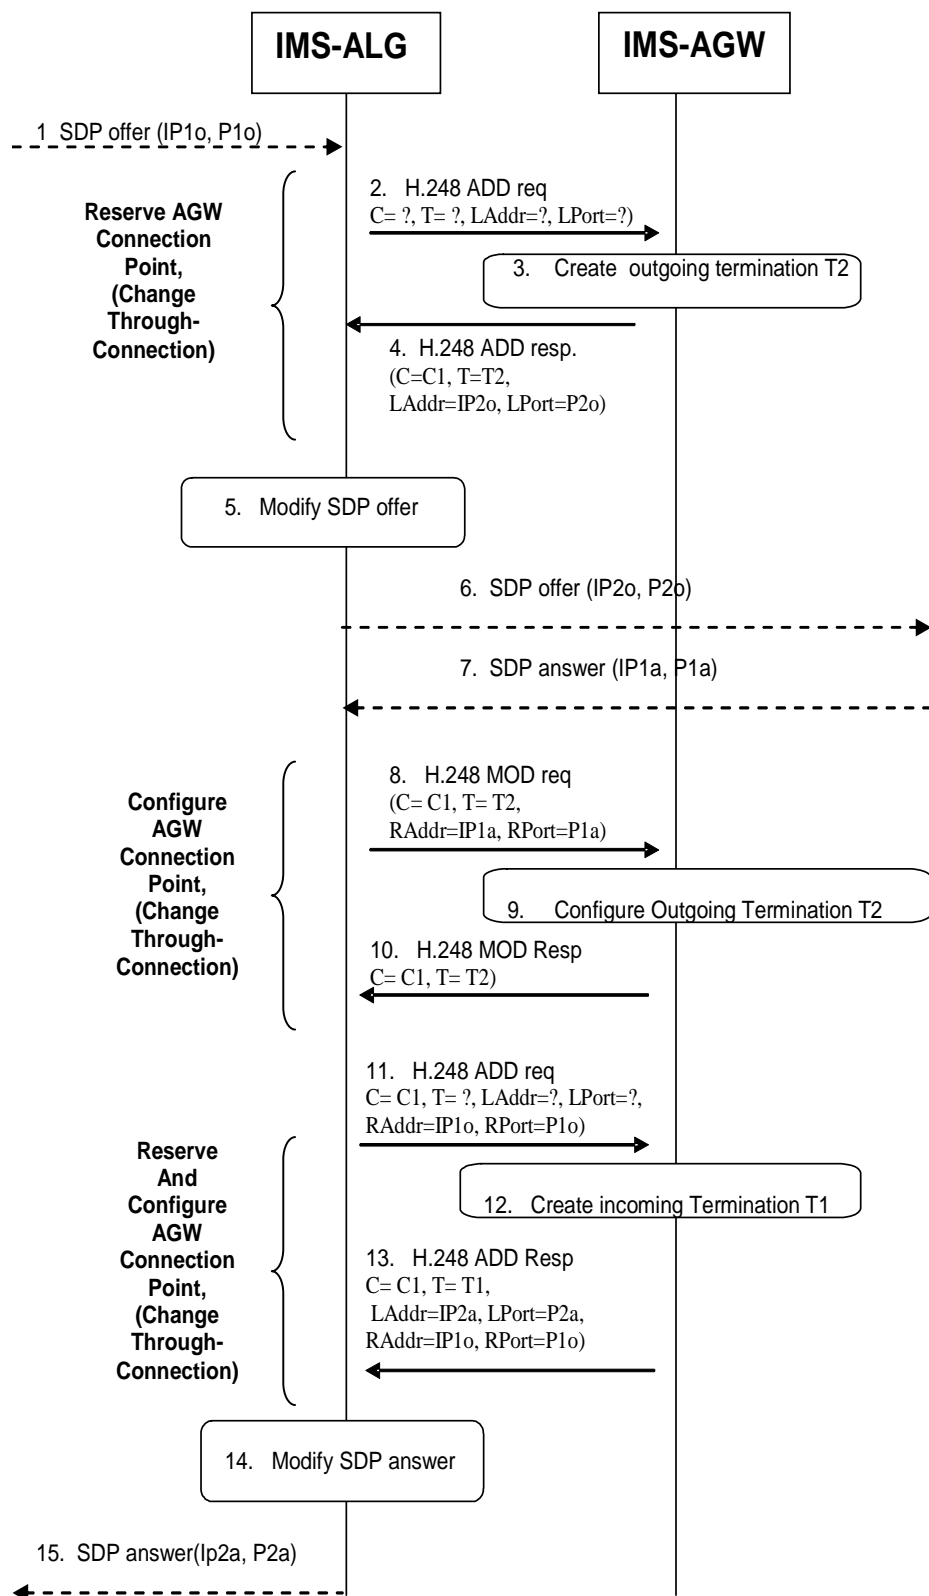 IMS-ALG
IMS-AGW
1 SDP offer (IP1o, P1o)
Reserve AGW
Connection
Point,
(Change
Through-
Connection)
2. H.248 ADD req
C= ?, T= ?, LAddr=?, LPort=?)
3. Create outgoing termination T2
4. H.248 ADD resp.
(C=C1, T=T2,
LAddr=IP2o, LPort=P2o)
5. Modify SDP offer
6. SDP offer (IP2o, P2o)
7. SDP answer (IP1a, P1a)
Configure
AGW
Connection
Point,
(Change
Through-
Connection)
8. H.248 MOD req
(C= C1, T= T2,
RAddr=IP1a, RPort=P1a)
9. Configure Outgoing Termination T2
10. H.248 MOD Resp
C= C1, T= T2)
11. H.248 ADD req
C= C1, T= ?, LAddr=?, LPort=?,
RAddr=IP1o, RPort=P1o)
Reserve
And
Configure
AGW
Connection
Point,
(Change
Through-
Connection)
12. Create incoming Termination T1
13. H.248 ADD Resp
C= C1, T= T1,
LAddr=IP2a, LPort=P2a,
RAddr=IP1o, RPort=P1o)
14. Modify SDP answer
15. SDP answer(Ip2a, P2a)